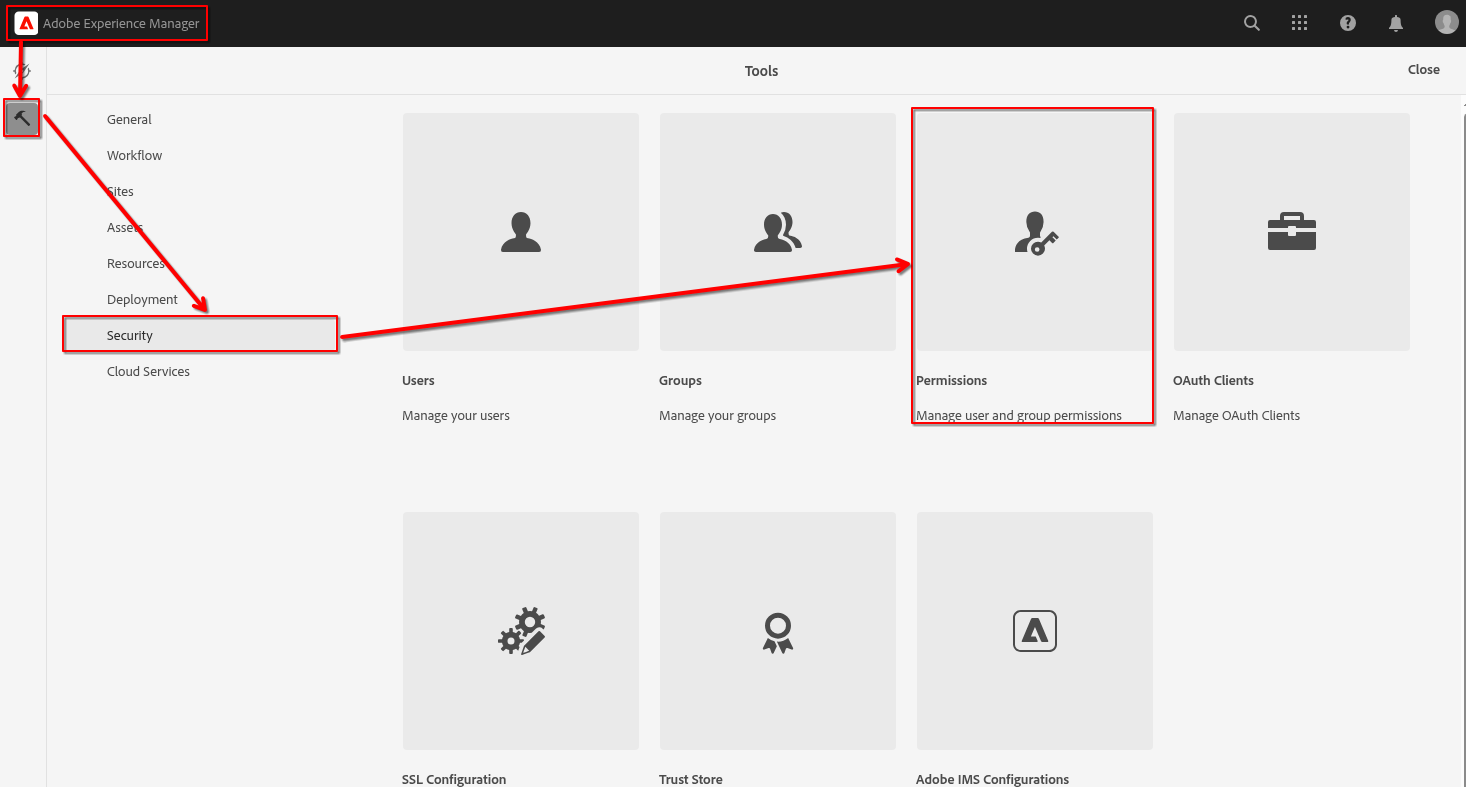 Adobe Experience Manager
Tools
Close
General
Workflow
Sites
Assets
Resources
Deployment
Security
Cloud Services
Users
Manage your users
Groups
Manage your groups
Permissions
Manage user and group permissions
OAuth Clients
Manage OAuth Clients
SSL Configuration
Trust Store
Adobe IMS Configurations